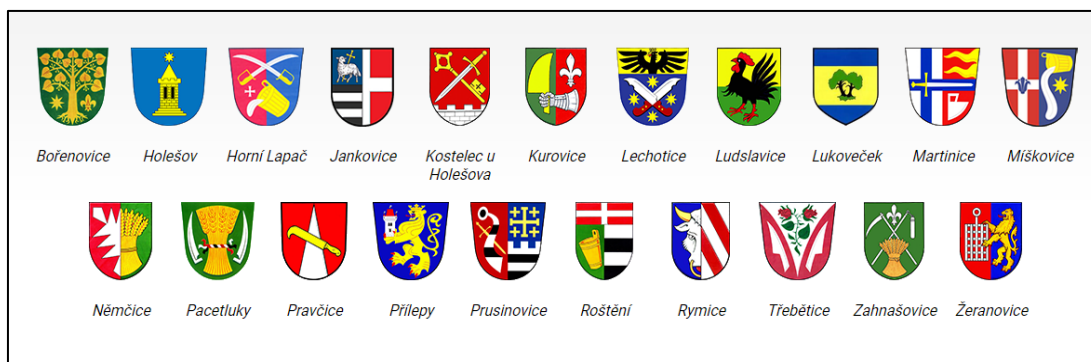 Bořenovice Holešov Horní Lapač Jankovice Kostelec u Holešova Kurovice Lechotice Ludslavice Lukoveček Martinice Míškovice
Němčice Pacetluky Pravčice Přílepy Prusinovice Roštění Rymice Třebětice Zahnašovice Žeranovice